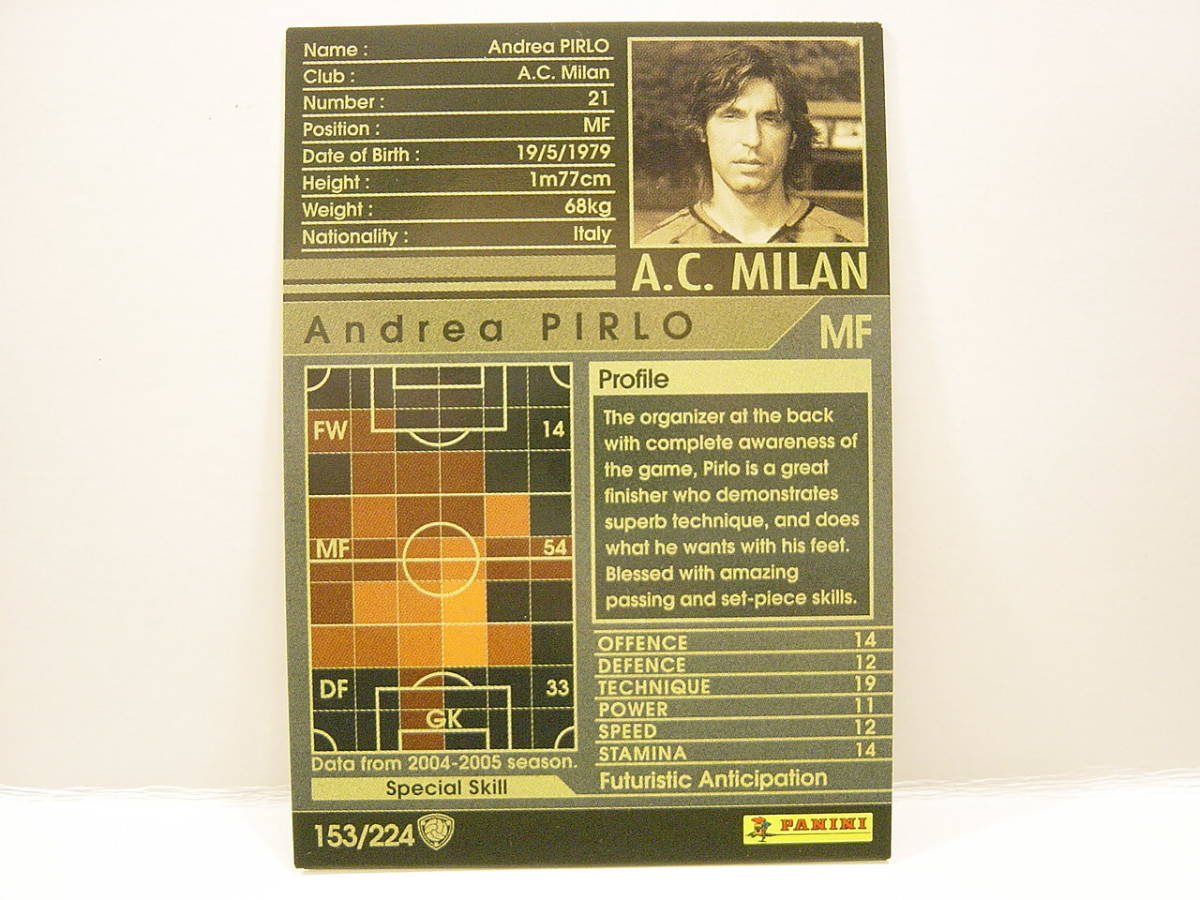 Name : Andrea PIRLO
Club : A.C. Milan
Number : 21
Position : MF
Date of Birth : 19/5/1979
Height : 1m77cm
Weight : 68kg
Nationality : Italy
A.C. MILAN
Andrea PIRLO
MF
FW 14
MF 54
DF 33
GK
Data from 2004-2005 season.
Profile
The organizer at the back
with complete awareness of
the game, Pirlo is a great
finisher who demonstrates
superb technique, and does
what he wants with his feet.
Blessed with amazing
passing and set-piece skills.
OFFENCE 14
DEFENCE 12
TECHNIQUE 19
POWER 11
SPEED 12
STAMINA 14
Special Skill
Futuristic Anticipation
153/224
PANINI